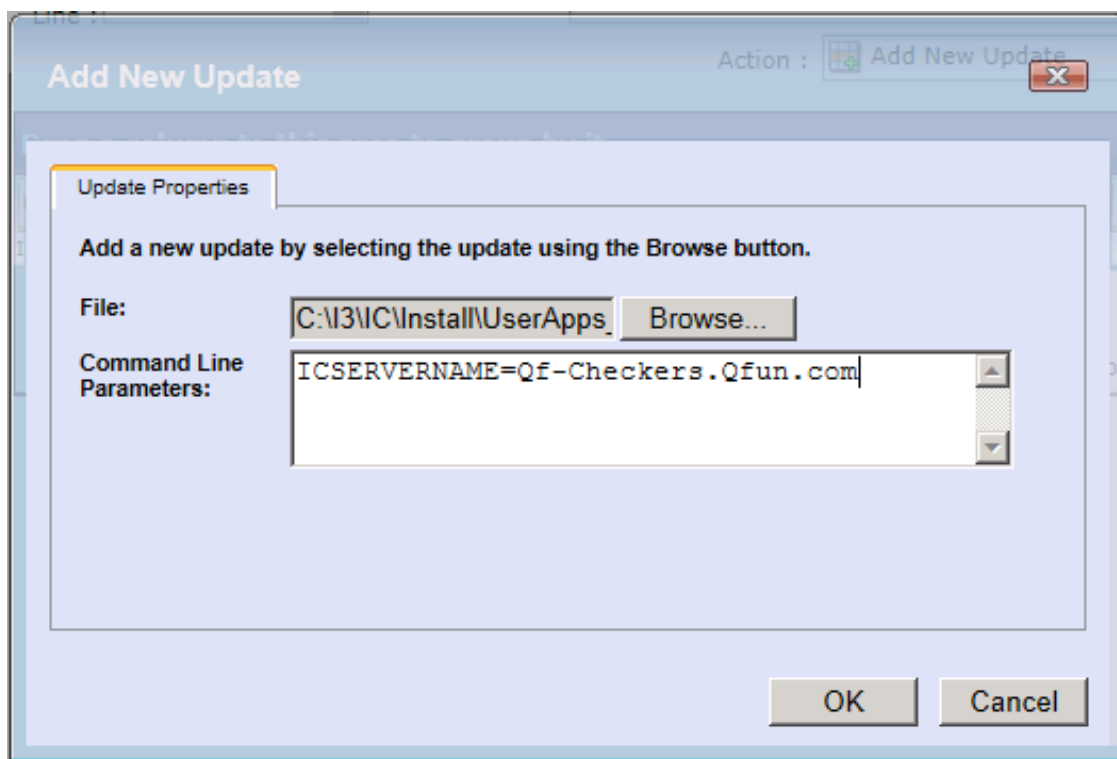 Line :
Action : Add New Update
Add New Update
Update Properties
Add a new update by selecting the update using the Browse button.
File:
C:\I3\IC\Install\UserApps_
Browse...
Command Line
Parameters:
ICSERVERNAME=Qf-Checkers.Qfun.com
OK
Cancel